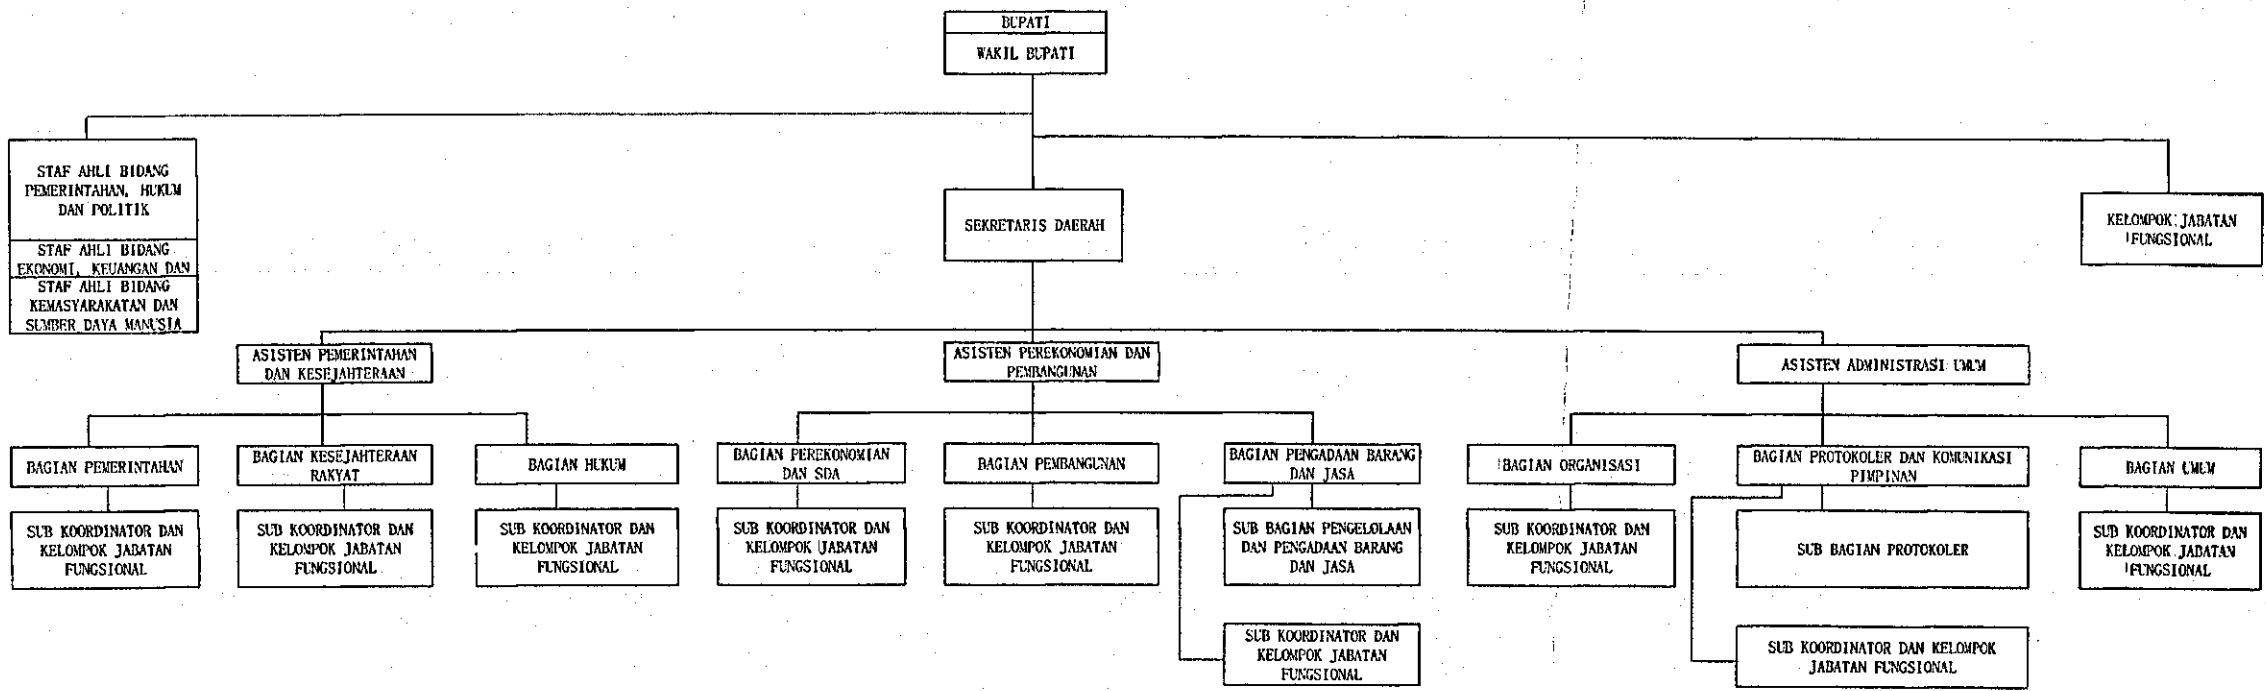 BUPATI
WAKIL BUPATI
STAF AHLI BIDANG
PEMERINTAHAN, HUKUM
DAN POLITIK
STAF AHLI BIDANG
EKONOMI, KEUANGAN DAN
STAF AHLI BIDANG
KEMASYARAKATAN DAN
SUMBER DAYA MANUSIA
SEKRETARIS DAERAH
KELOMPOK JABATAN
FUNGSIONAL
ASISTEN PEMERINTAHAN
DAN KESEJAHTERAAN
ASISTEN PEREKONOMIAN DAN
PEMBANGUNAN
ASISTEN ADMINISTRASI UMUM
BAGIAN PEMERINTAHAN
BAGIAN KESEJAHTERAAN
RAKYAT
BAGIAN HUKUM
BAGIAN PEREKONOMIAN
DAN SDA
BAGIAN PEMBANGUNAN
BAGIAN PENGADAAN BARANG
DAN JASA
BAGIAN ORGANISASI
BAGIAN PROTOKOLER DAN KOMUNIKASI
PIMPINAN
BAGIAN UMUM
SUB KOORDINATOR DAN
KELOMPOK JABATAN
FUNGSIONAL
SUB KOORDINATOR DAN
KELOMPOK JABATAN
FUNGSIONAL
SUB KOORDINATOR DAN
KELOMPOK JABATAN
FUNGSIONAL
SUB KOORDINATOR DAN
KELOMPOK JABATAN
FUNGSIONAL
SUB KOORDINATOR DAN
KELOMPOK JABATAN
FUNGSIONAL
SUB BAGIAN PENGELOLAAN
DAN PENGADAAN BARANG
DAN JASA
SUB KOORDINATOR DAN
KELOMPOK JABATAN
FUNGSIONAL
SUB BAGIAN PROTOKOLER
SUB KOORDINATOR DAN
KELOMPOK JABATAN
FUNGSIONAL
SUB KOORDINATOR DAN
KELOMPOK JABATAN
FUNGSIONAL
SUB KOORDINATOR DAN KELOMPOK
JABATAN FUNGSIONAL